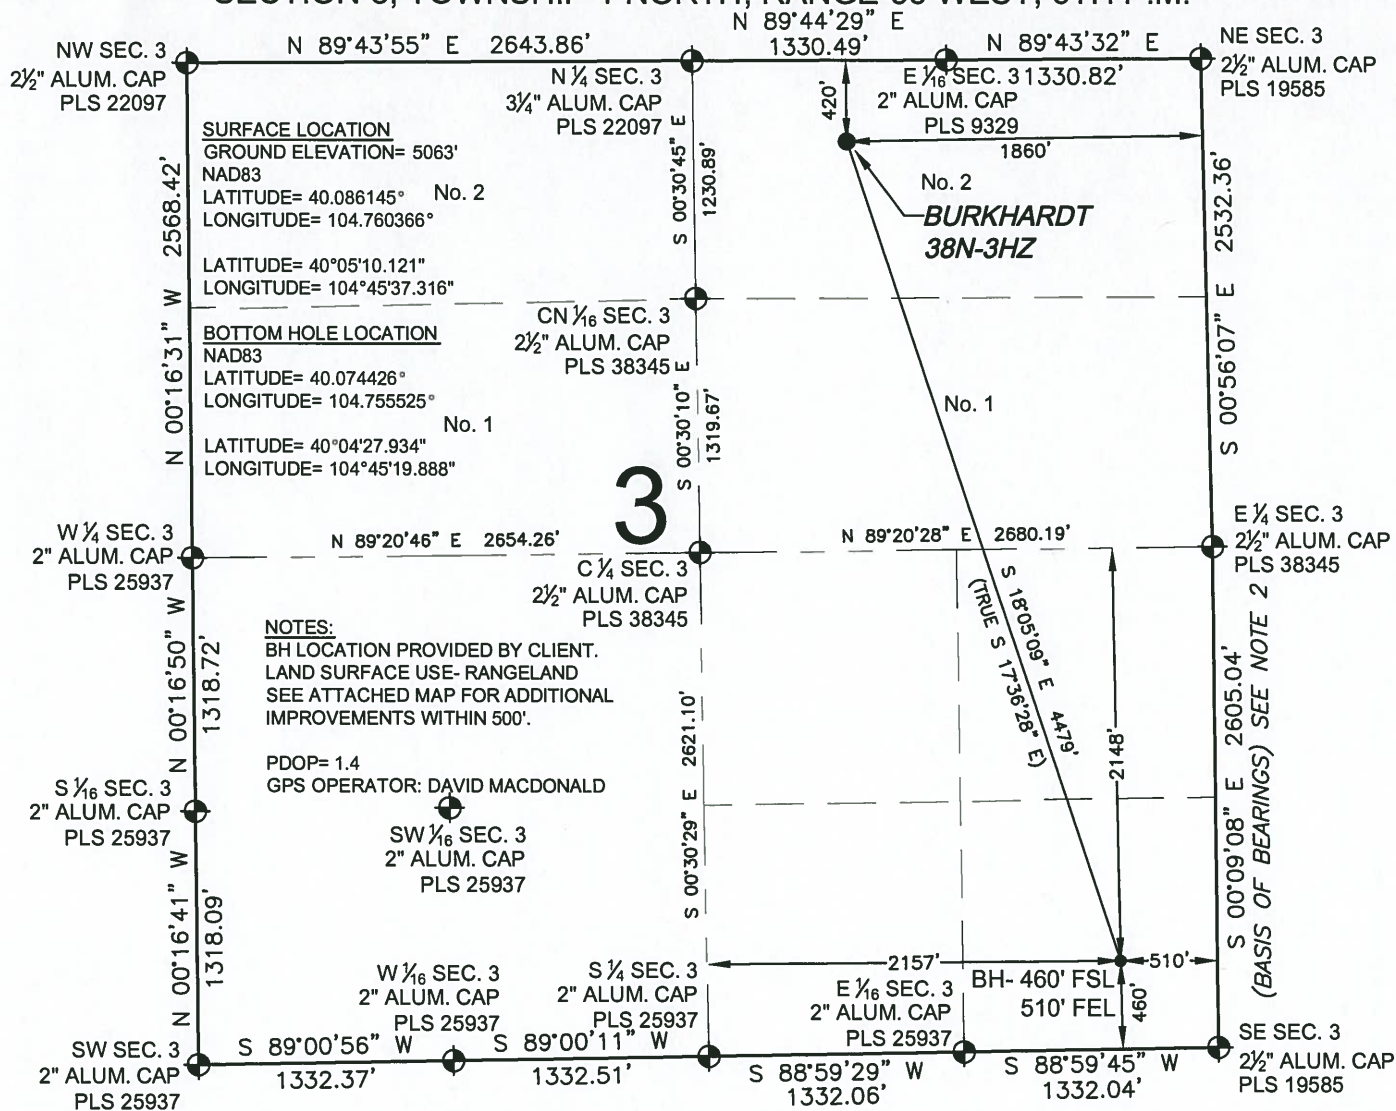 N 89°44'29" E
NW SEC. 3
2½" ALUM. CAP
PLS 22097
N 89°43'55" E 2643.86'
1330.49'
N 89°43'32" E
NE SEC. 3
2½" ALUM. CAP
PLS 19585
N ¼ SEC. 3
3¼" ALUM. CAP
PLS 22097
420'
E 1/16 SEC. 3
1330.82'
2" ALUM. CAP
PLS 9329
1860'
SURFACE LOCATION
GROUND ELEVATION= 5063'
NAD83
LATITUDE= 40.086145°
No. 2
LONGITUDE= 104.760366°
LATITUDE= 40°05'10.121"
LONGITUDE= 104°45'37.316"
No. 2
BURKHARDT
38N-3HZ
N 00°16'31" W 2568.42'
S 00°30'45" E
1230.89'
S 00°56'07" E 2532.36'
CN 1/16 SEC. 3
2½" ALUM. CAP
PLS 38345
BOTTOM HOLE LOCATION
NAD83
LATITUDE= 40.074426°
LONGITUDE= 104.755525°
No. 1
LATITUDE= 40°04'27.934"
LONGITUDE= 104°45'19.888"
S 00°30'10" E
1319.67'
No. 1
3
W ¼ SEC. 3
2" ALUM. CAP
PLS 25937
N 89°20'46" E 2654.26'
N 89°20'28" E 2680.19'
E ¼ SEC. 3
2½" ALUM. CAP
PLS 38345
C ¼ SEC. 3
2½" ALUM. CAP
PLS 38345
S 18°05'09" E 4479'
(TRUE S 17°36'28" E)
NOTES:
BH LOCATION PROVIDED BY CLIENT.
LAND SURFACE USE- RANGELAND
SEE ATTACHED MAP FOR ADDITIONAL
IMPROVEMENTS WITHIN 500'.
PDOP= 1.4
GPS OPERATOR: DAVID MACDONALD
N 00°16'50" W
1318.72'
S 00°30'29" E 2621.10'
2148'
S 00°09'08" E 2605.04'
(BASIS OF BEARINGS) SEE NOTE 2
S 1/16 SEC. 3
2" ALUM. CAP
PLS 25937
SW 1/16 SEC. 3
2" ALUM. CAP
PLS 25937
N 00°16'41" W
1318.09'
2157'
510'
BH- 460' FSL
510' FEL
460'
W 1/16 SEC. 3
2" ALUM. CAP
PLS 25937
S ¼ SEC. 3
2" ALUM. CAP
PLS 25937
E 1/16 SEC. 3
2" ALUM. CAP
PLS 25937
SW SEC. 3
2" ALUM. CAP
PLS 25937
S 89°00'56" W
1332.37'
S 89°00'11" W
1332.51'
S 88°59'29" W
1332.06'
S 88°59'45" W
1332.04'
SE SEC. 3
2½" ALUM. CAP
PLS 19585